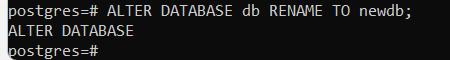 postgres=# ALTER DATABASE db RENAME TO newdb;
ALTER DATABASE
postgres=#